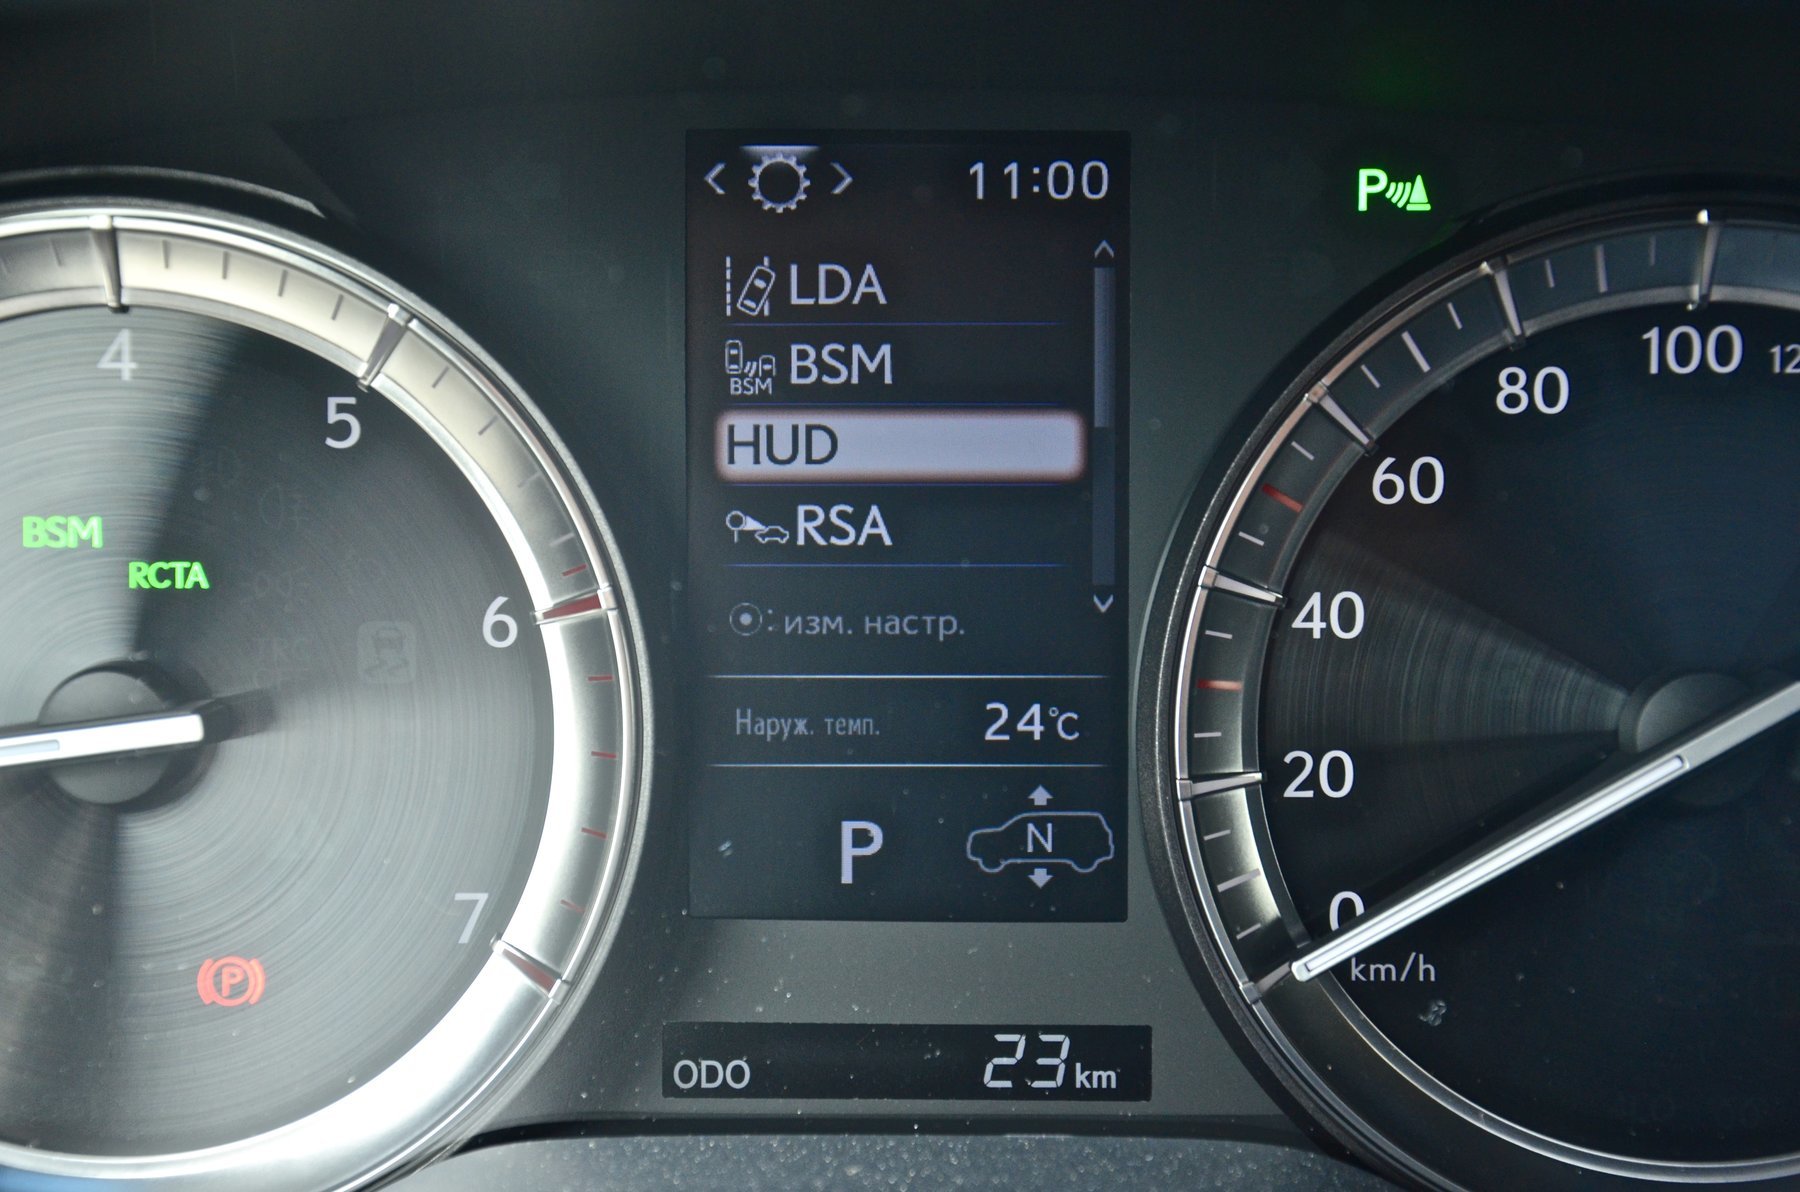 11:00
LDA
BSM
BSM
HUD
RSA
: изм. настр.
Наруж. темп. 24°C
P
N
ODO 23 km
4
5
6
7
BSM
RCTA
P
P
100
80
60
40
20
0
km/h